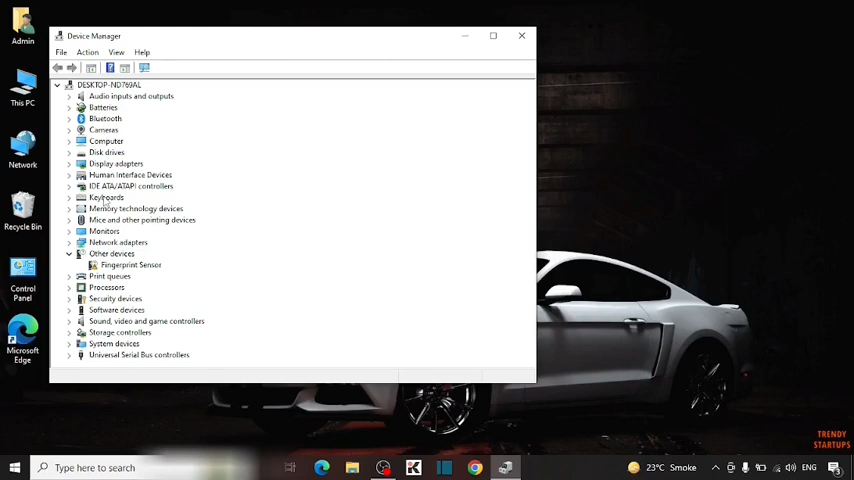 Admin
This PC
Network
Recycle Bin
Control
Panel
Microsoft
Edge
Device Manager
File Action View Help
DESKTOP-ND769AL
Audio inputs and outputs
Batteries
Bluetooth
Cameras
Computer
Disk drives
Display adapters
Human Interface Devices
IDE ATA/ATAPI controllers
Keyboards
Memory technology devices
Mice and other pointing devices
Monitors
Network adapters
Other devices
Fingerprint Sensor
Print queues
Processors
Security devices
Software devices
Sound, video and game controllers
Storage controllers
System devices
Universal Serial Bus controllers
TRENDY
STARTUPS
Type here to search
23°C Smoke
ENG
3